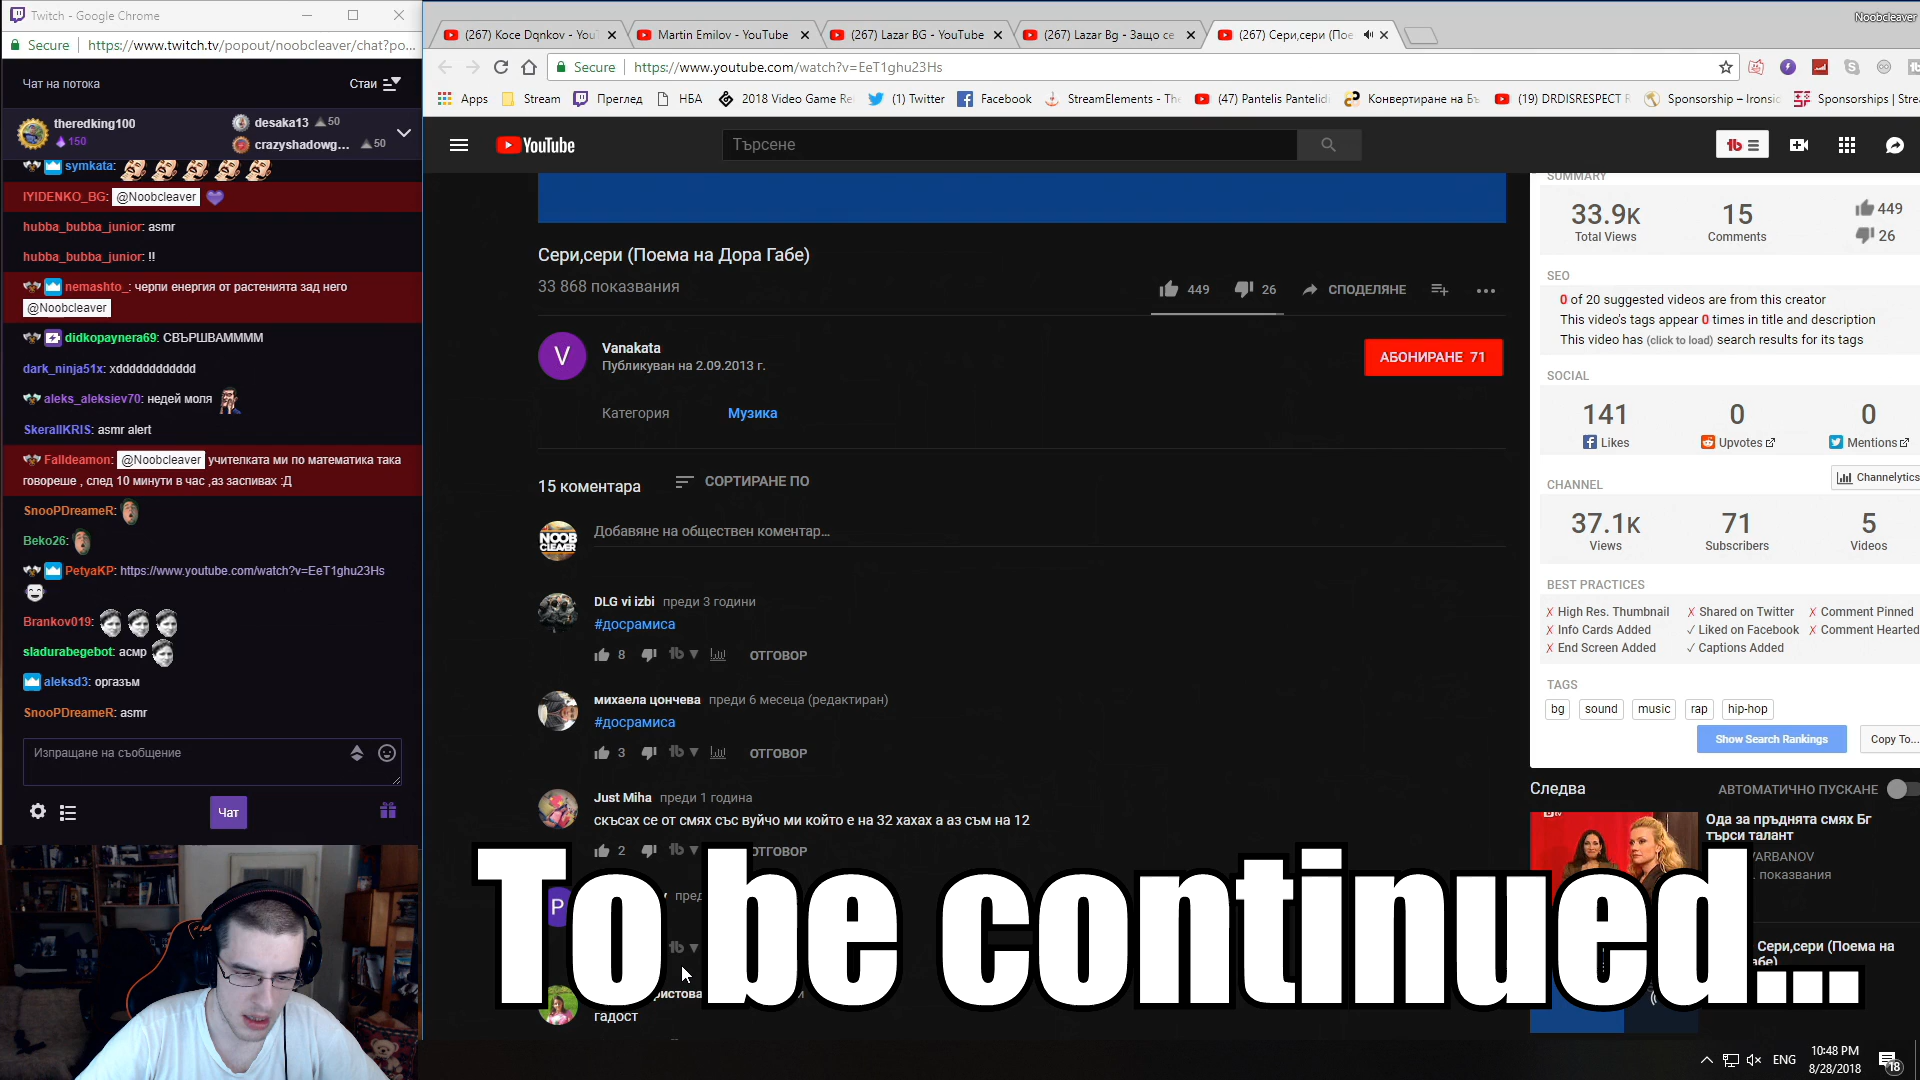 Twitch - Google Chrome
Secure
https://www.twitch.tv/popout/noobcleaver/chat?po...
Чат на потока
Стаи
theredking100
150
desaka13 50
crazyshadowg... 50
symkata:
IYIDENKO_BG: @Noobcleaver
hubba_bubba_junior: asmr
hubba_bubba_junior: !!
nemashto_: черпи енергия от растенията зад него
@Noobcleaver
didkopaynera69: СВЪРШВАММММ
dark_ninja51x: xdddddddddddd
aleks_aleksiev70: недей моля
SkerallKRIS: asmr alert
Falldeamon: @Noobcleaver учителката ми по математика така
говореше , след 10 минути в час ,аз заспивах :Д
SnooPDreameR:
Beko26:
PetyaKP: https://www.youtube.com/watch?v=EeT1ghu23Hs
Brankov019:
sladurabegebot: асмр
aleksd3: оргазъм
SnooPDreameR: asmr
Изпращане на съобщение
Чат
Noobcleaver
(267) Koce Dqnkov - You
Martin Emilov - YouTube
(267) Lazar BG - YouTube
(267) Lazar Bg - Защо се
(267) Сери,сери (Пое
Secure
https://www.youtube.com/watch?v=EeT1ghu23Hs
Apps
Stream
Преглед
НБА
2018 Video Game Re
(1) Twitter
Facebook
StreamElements - The
(47) Pantelis Pantelid
Конвертиране на Бъ
(19) DRDISRESPECT
Sponsorship – Ironsi
Sponsorships | Strea
YouTube
Търсене
Сери,сери (Поема на Дора Габе)
33 868 показвания
449
26
СПОДЕЛЯНЕ
V
Vanakata
Публикуван на 2.09.2013 г.
АБОНИРАНЕ 71
Категория
Музика
15 коментара
СОРТИРАНЕ ПО
NOOB
CLEAVER
Добавяне на обществен коментар...
DLG vi izbi преди 3 години
#досрамиса
8
ОТГОВОР
михаела цончева преди 6 месеца (редактиран)
#досрамиса
3
ОТГОВОР
Just Miha преди 1 година
скъсах се от смях със вуйчо ми който е на 32 хахах а аз съм на 12
2
ОТГОВОР
P
гадост
SUMMARY
33.9K
Total Views
15
Comments
449
26
SEO
0 of 20 suggested videos are from this creator
This video's tags appear 0 times in title and description
This video has (click to load) search results for its tags
SOCIAL
141
Likes
0
Upvotes
0
Mentions
Channelytics
CHANNEL
37.1K
Views
71
Subscribers
5
Videos
BEST PRACTICES
X High Res. Thumbnail
X Shared on Twitter
X Comment Pinned
X Info Cards Added
✓ Liked on Facebook
X Comment Hearted
X End Screen Added
✓ Captions Added
TAGS
bg
sound
music
rap
hip-hop
Show Search Rankings
Copy To...
Следва
АВТОМАТИЧНО ПУСКАНЕ
Ода за пръднята смях Бг
търси талант
VARBANOV
показвания
Сери,сери (Поема на
To be continued...
ENG
10:48 PM
8/28/2018
18